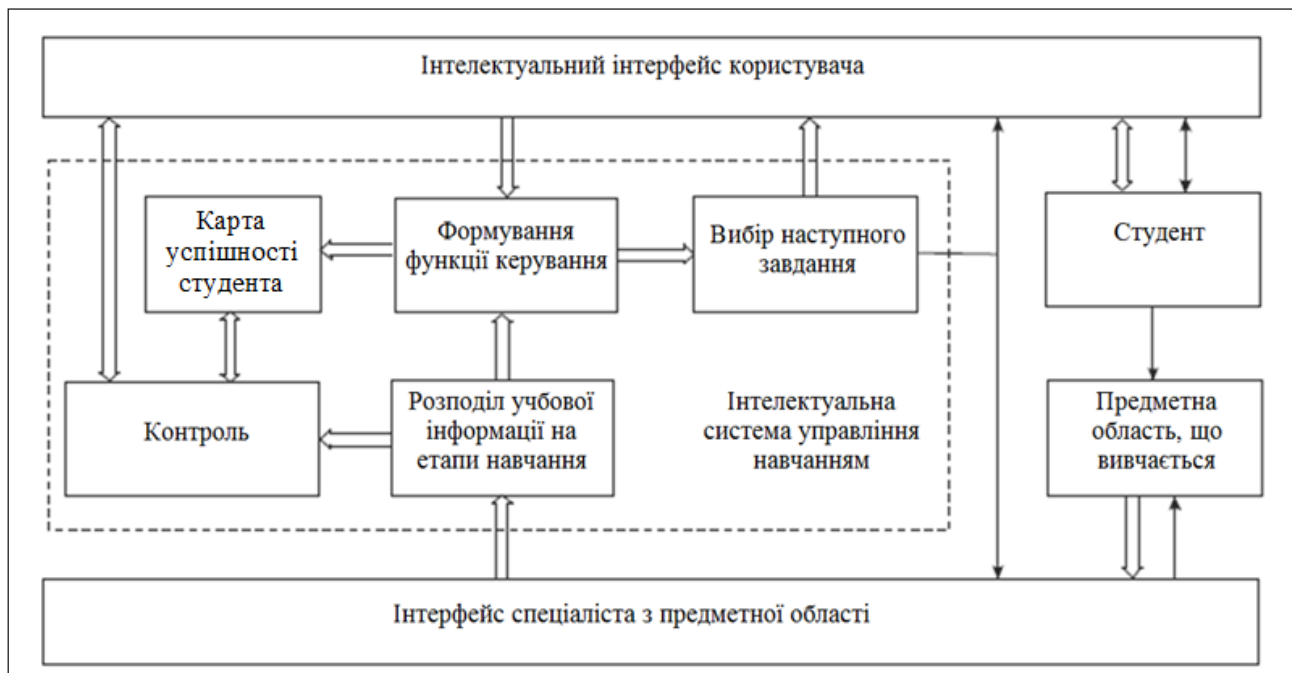 Інтелектуальний інтерфейс користувача
Карта
успішності
студента
Формування
функції керування
Вибір наступного
завдання
Студент
Контроль
Розподіл учбової
інформації на
етапи навчання
Інтелектуальна
система управління
навчанням
Предметна
область, що
вивчається
Інтерфейс спеціаліста з предметної області